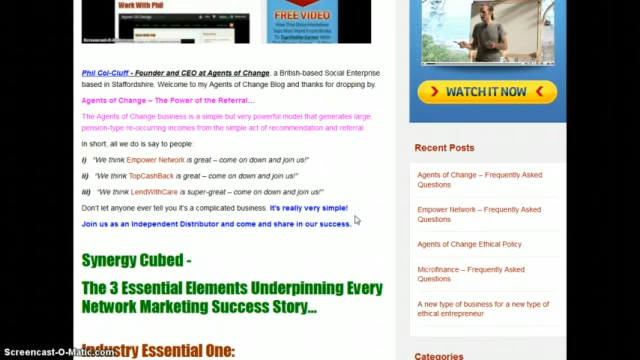 Work With Phil
Agents Of Change
FREE VIDEO
WATCH IT NOW
Phil Col-Cluff - Founder and CEO at Agents of Change, a British-based Social Enterprise
based in Staffordshire. Welcome to my Agents of Change Blog and thanks for dropping by.
Agents of Change – The Power of the Referral…
The Agents of Change business is a simple but very powerful model that generates large,
pension-type re-occurring incomes from the simple act of recommendation and referral.
In short, all we do is say to people:
i) “We think Empower Network is great – come on down and join us!”
ii) “We think TopCashBack is great – come on down and join us!”
iii) “We think LendWithCare is super-great – come on down and join us!”
Don't let anyone ever tell you it's a complicated business. It's really very simple!
Join us as an Independent Distributor and come and share in our success.
Synergy Cubed -
The 3 Essential Elements Underpinning Every
Network Marketing Success Story…
Industry Essential One:
Recent Posts
Agents of Change – Frequently Asked
Questions
Empower Network – Frequently Asked
Questions
Agents of Change Ethical Policy
Microfinance – Frequently Asked
Questions
A new type of business for a new type of
ethical entrepreneur
Categories
Screencast-O-Matic.com